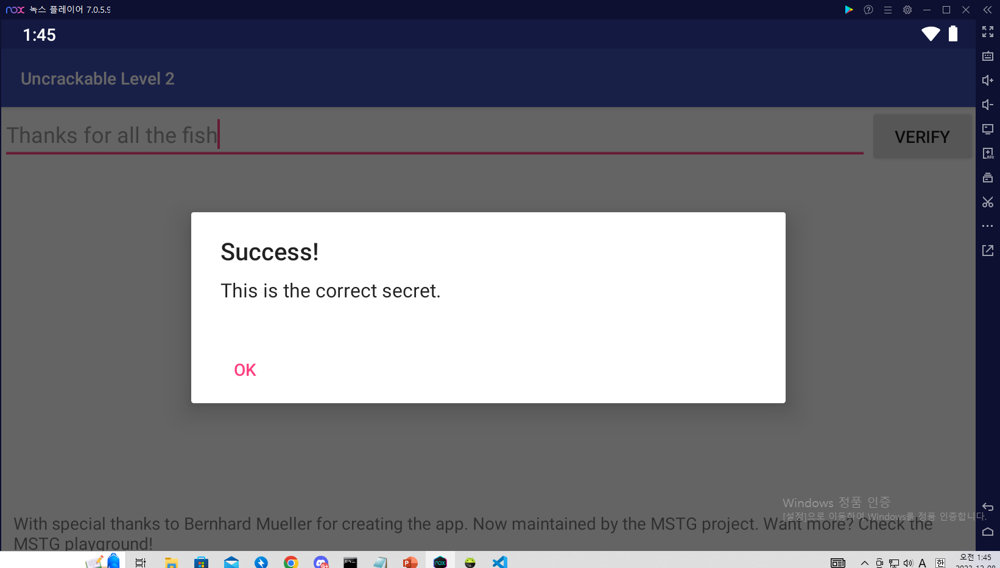 nox 녹스 플레이어 7.0.5.9
1:45
Uncrackable Level 2
Thanks for all the fish
VERIFY
Success!
This is the correct secret.
OK
Windows 정품 인증
[설정]으로 이동하여 Windows를 정품 인증합니다.
With special thanks to Bernhard Mueller for creating the app. Now maintained by the MSTG project. Want more? Check the
MSTG playground!
9+
nox
A
한
오전 1:45